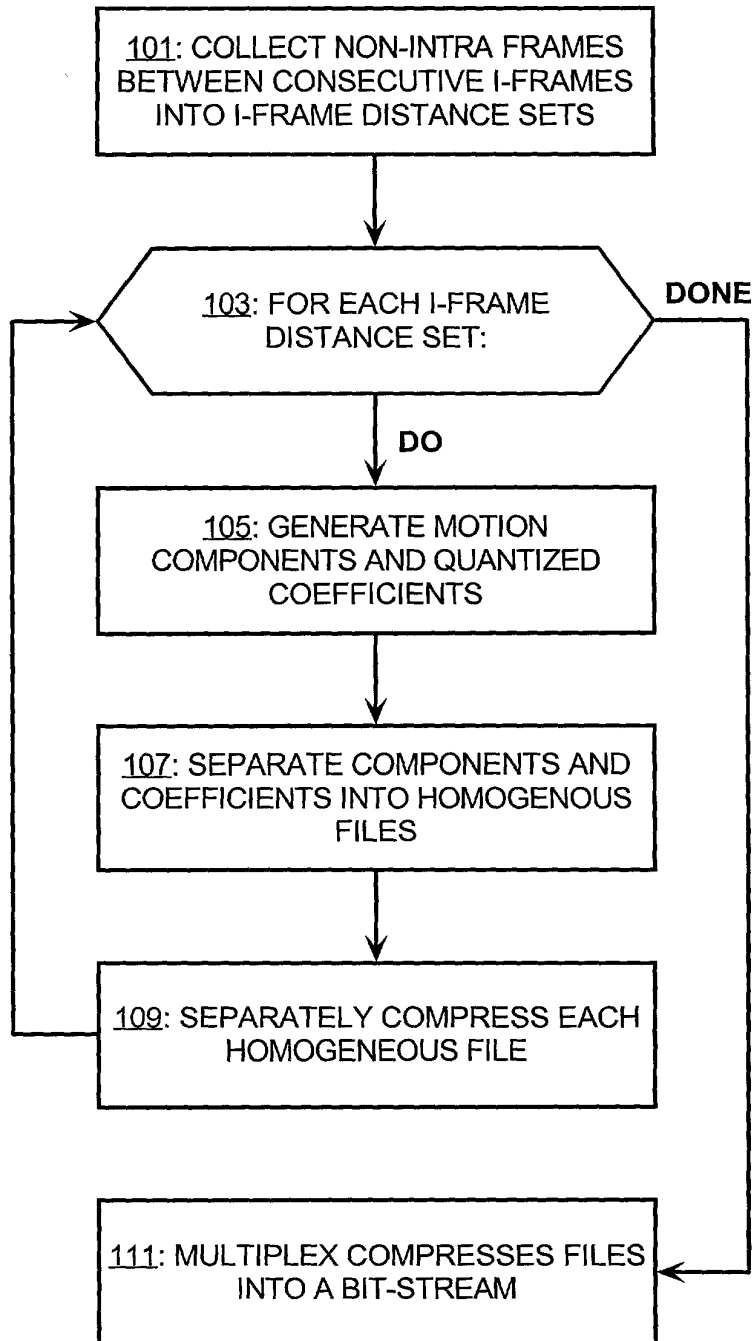 101: COLLECT NON-INTRA FRAMES
BETWEEN CONSECUTIVE I-FRAMES
INTO I-FRAME DISTANCE SETS
103: FOR EACH I-FRAME
DISTANCE SET:
DONE
DO
105: GENERATE MOTION
COMPONENTS AND QUANTIZED
COEFFICIENTS
107: SEPARATE COMPONENTS AND
COEFFICIENTS INTO HOMOGENOUS
FILES
109: SEPARATELY COMPRESS EACH
HOMOGENEOUS FILE
111: MULTIPLEX COMPRESSES FILES
INTO A BIT-STREAM